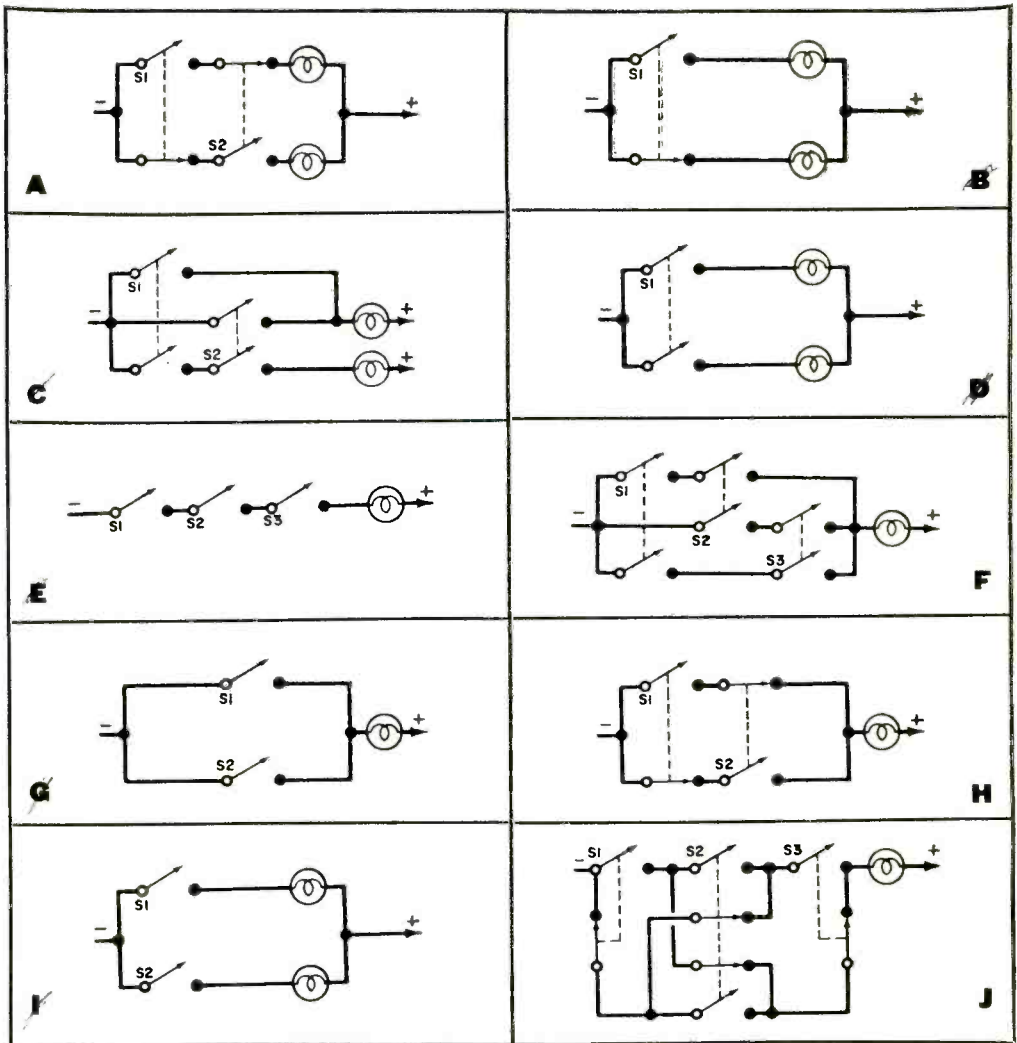 S1
S2
- +
A
S1
- +
B
S1
- +
S2
+
C
S1
- +
D
- +
S1 S2 S3
E
S1
- +
S2
S3
F
S1
- +
S2
G
S1
- +
S2
H
S1
- +
S2
I
- S1 S2 S3 +
J